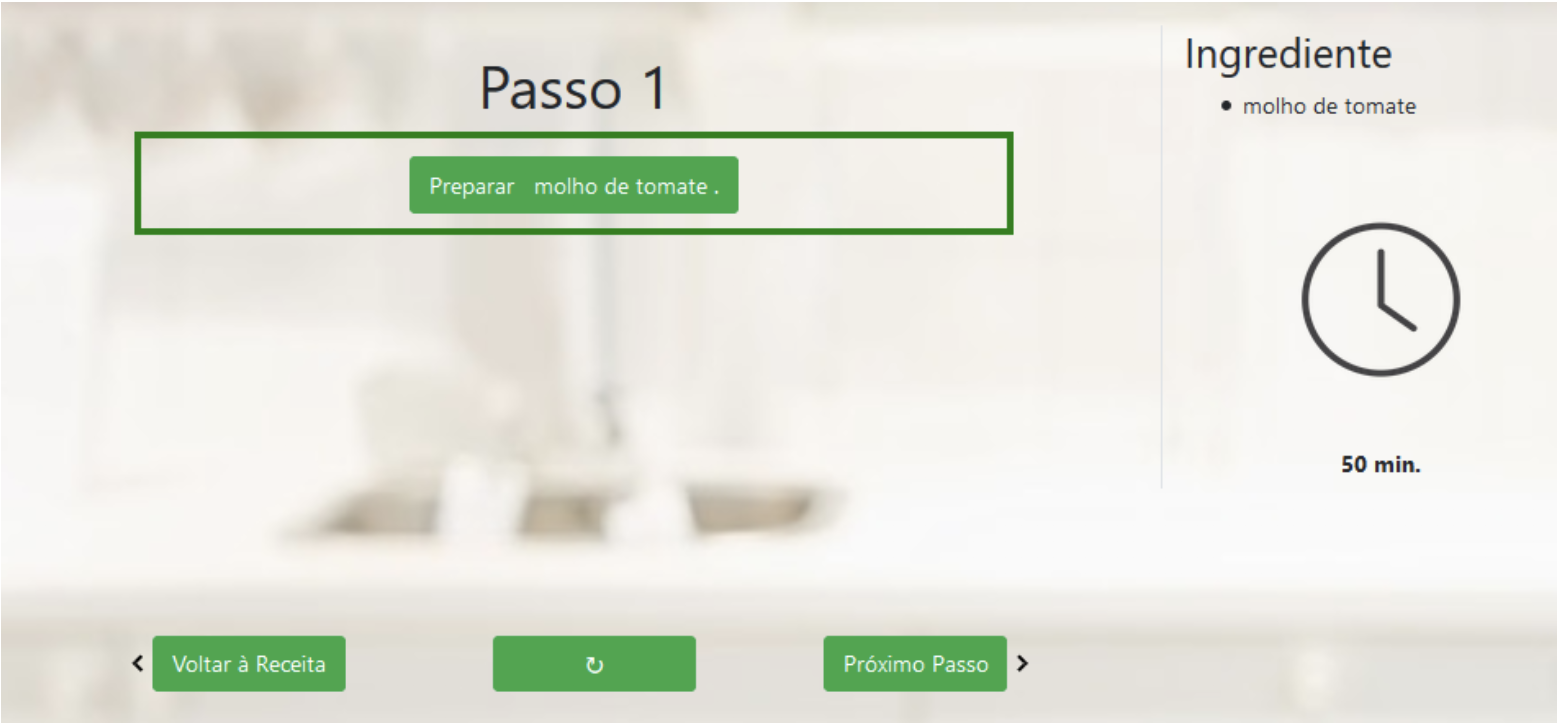 Passo 1
Preparar molho de tomate .
Ingrediente
• molho de tomate
50 min.
‹ Voltar à Receita
↻
Próximo Passo ›